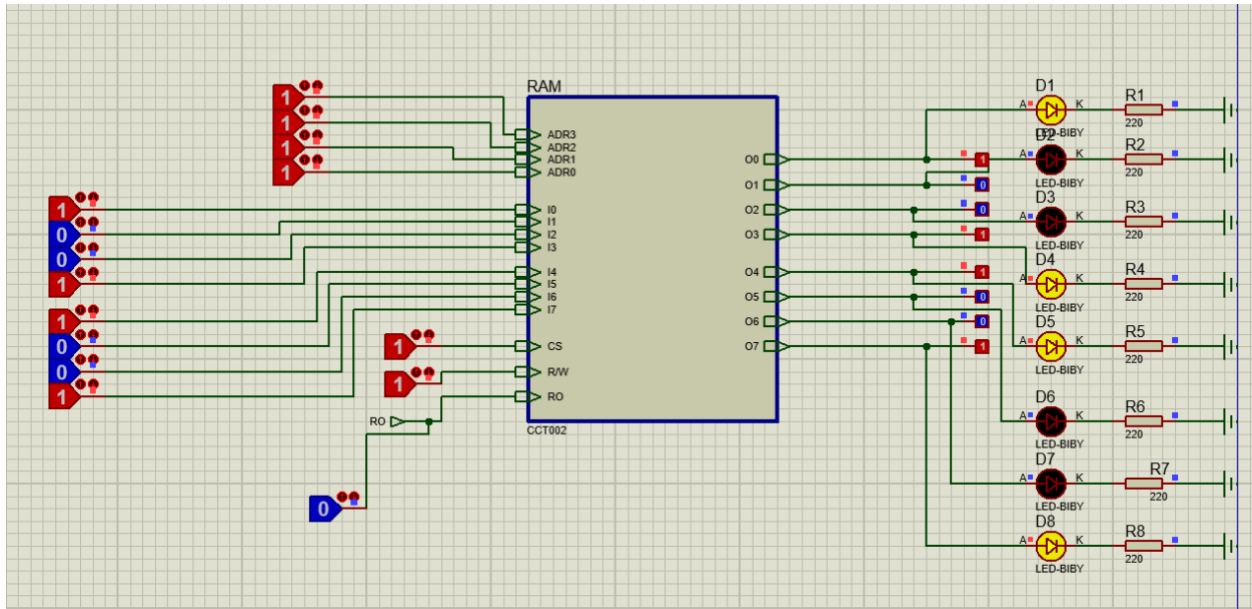 RAM
CCT002
1
1
1
1
ADR3
ADR2
ADR1
ADR0
1
0
0
1
1
0
0
1
I0
I1
I2
I3
I4
I5
I6
I7
1
CS
1
R/W
RO
RO
0
O0
O1
O2
O3
O4
O5
O6
O7
1
0
0
1
1
0
0
1
D1
A K
LED-BIBY
R1
220
D2
A K
LED-BIBY
R2
220
D3
A K
LED-BIBY
R3
220
D4
A K
LED-BIBY
R4
220
D5
A K
LED-BIBY
R5
220
D6
A K
LED-BIBY
R6
220
D7
A K
LED-BIBY
R7
220
D8
A K
LED-BIBY
R8
220